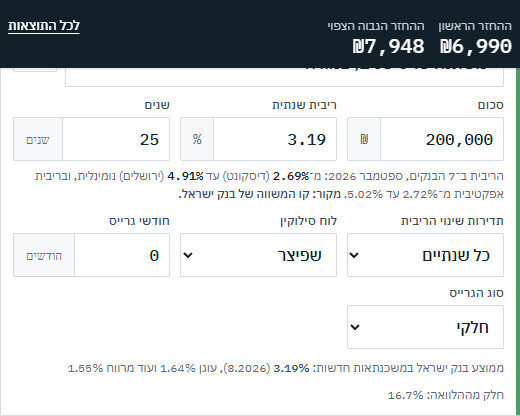 ההחזר הראשון
₪6,990
ההחזר הגבוה הצפוי
₪7,948
לכל התוצאות
סכום
200,000 ₪
ריבית שנתית
3.19 %
שנים
25 שנים
הריבית ב־7 הבנקים, ספטמבר 2026: מ־2.69% (דיסקונט) עד 4.91% (ירושלים) נומינלית, ובריבית
אפקטיבית מ־2.72% עד 5.02%. מקור: קו המשווה של בנק ישראל.
תדירות שינוי הריבית
כל שנתיים
לוח סילוקין
שפיצר
חודשי גרייס
0 חודשים
סוג הגרייס
חלקי
ממוצע בנק ישראל במשכנתאות חדשות: 3.19% (8.2026), עוגן 1.64% ועוד מרווח 1.55%
חלק מההלוואה: 16.7%